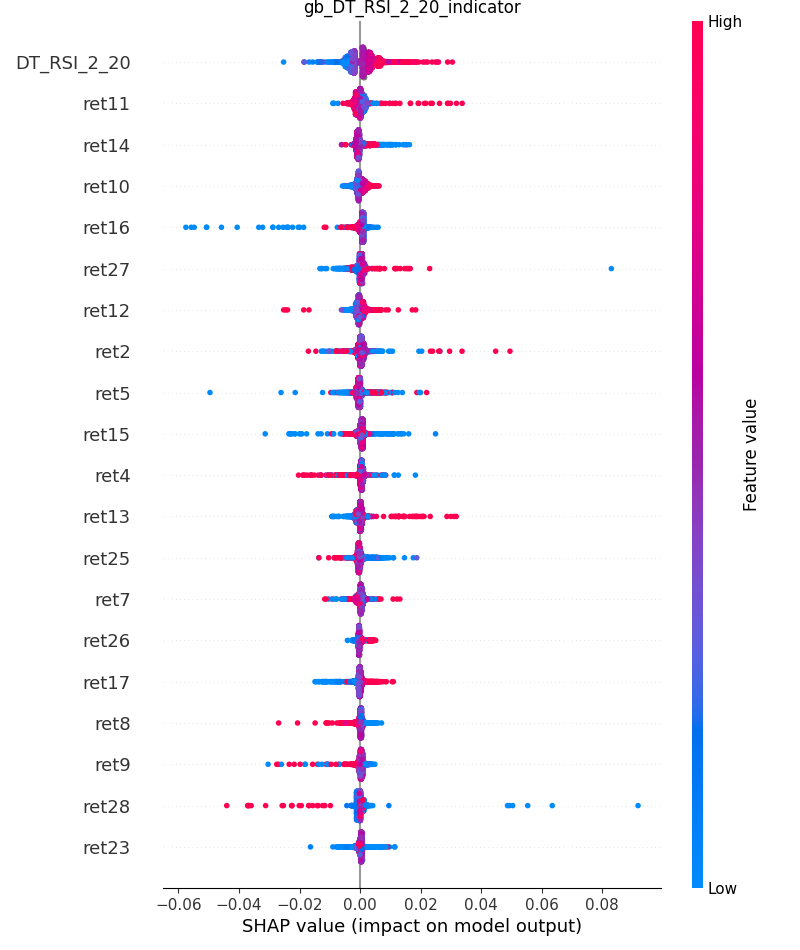 gb_DT_RSI_2_20_indicator
High
DT_RSI_2_20
ret11
ret14
ret10
ret16
ret27
ret12
ret2
ret5
ret15
ret4
ret13
ret25
ret7
ret26
ret17
ret8
ret9
ret28
ret23
Feature value
Low
−0.06 −0.04 −0.02 0.00 0.02 0.04 0.06 0.08
SHAP value (impact on model output)